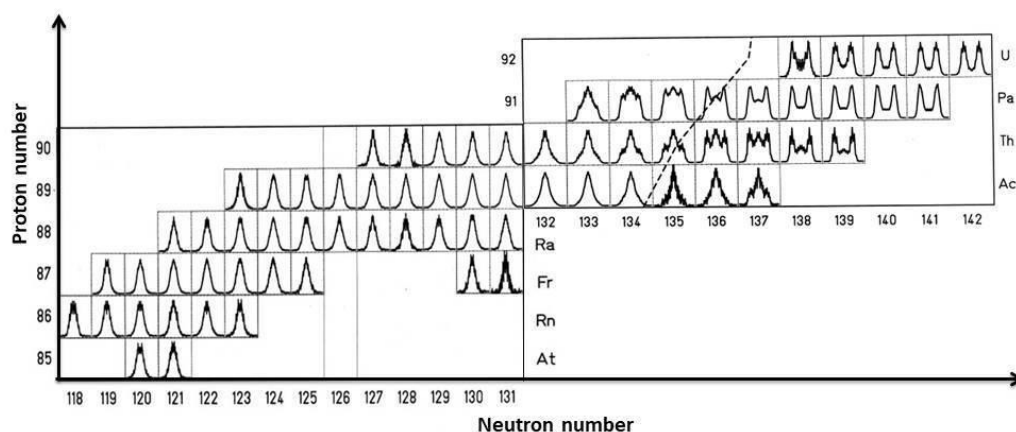 92
U
91
Pa
90
Th
89
Ac
132 133 134 135 136 137 138 139 140 141 142
88
Ra
87
Fr
86
Rn
85
At
118 119 120 121 122 123 124 125 126 127 128 129 130 131
Proton number
Neutron number